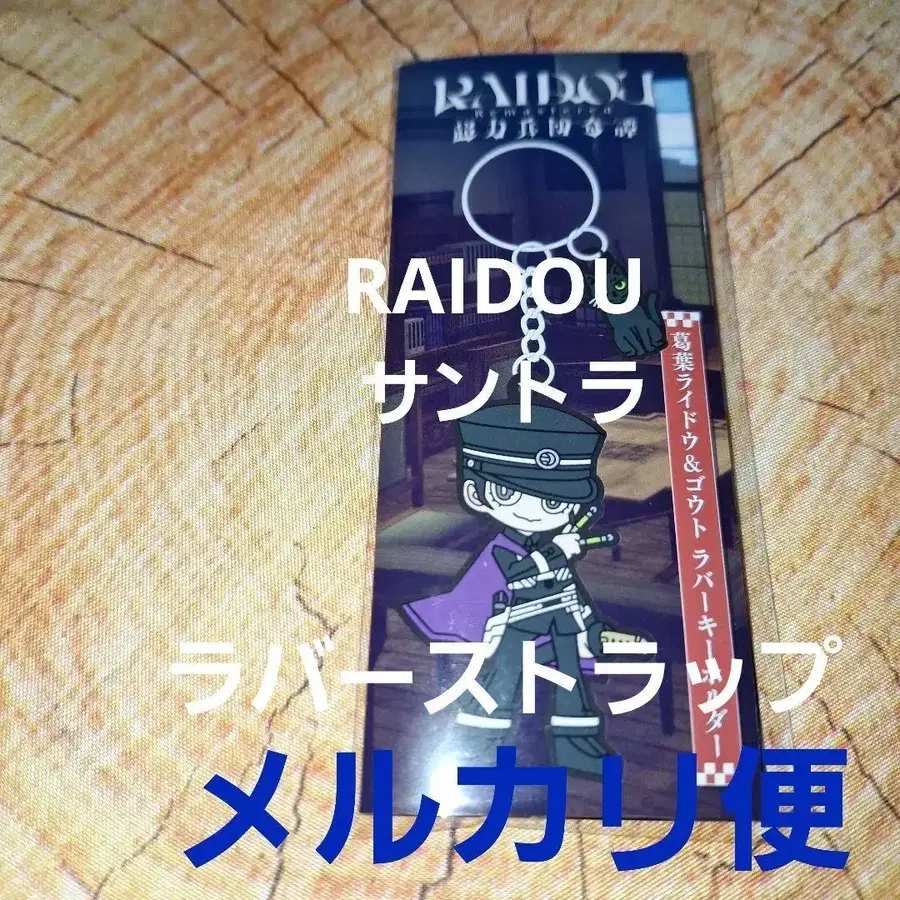 RAIDOU
Remastered
超力兵団奇譚
RAIDOU
サントラ
葛葉ライドウ&ゴウト ラバーキーホルダー
ラバーストラップ
メルカリ便